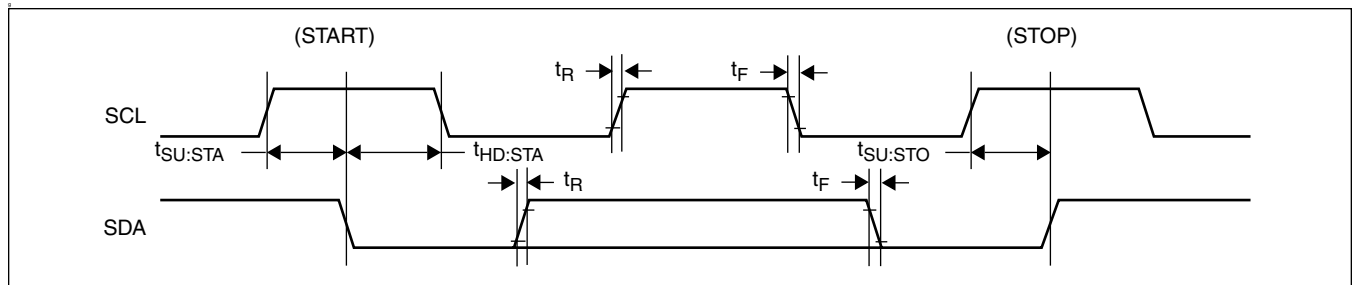 (START) (STOP)
tR tF
SCL
tSU:STA tHD:STA tSU:STO
tR tF
SDA